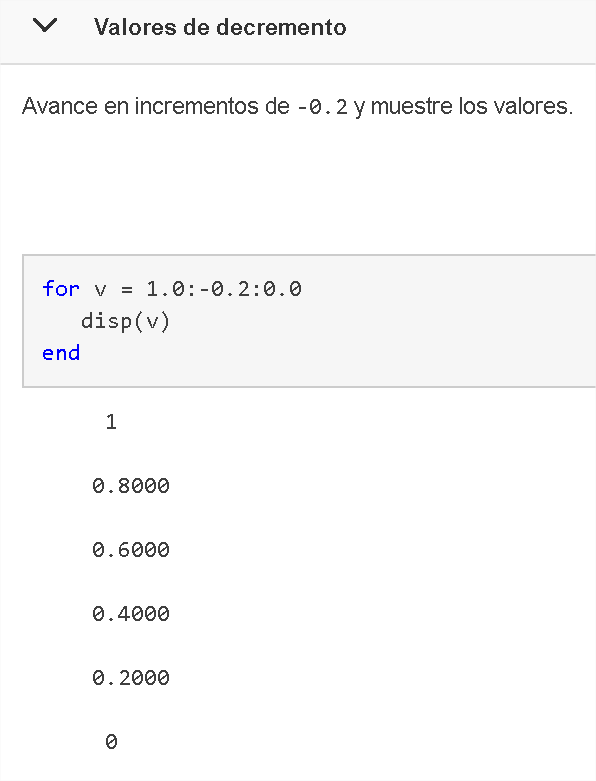 Valores de decremento
Avance en incrementos de -0.2 y muestre los valores.
for v = 1.0:-0.2:0.0
disp(v)
end
1
0.8000
0.6000
0.4000
0.2000
0